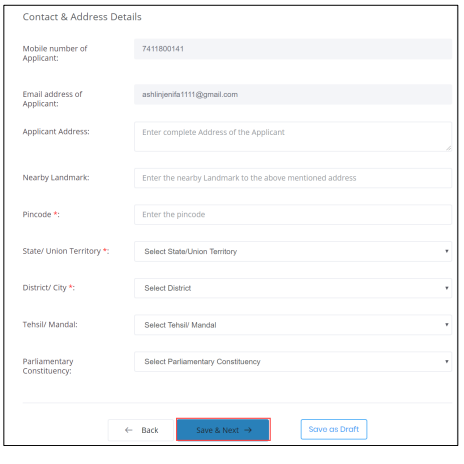 Contact & Address Details
Mobile number of
Applicant:
7411800141
Email address of
Applicant:
ashlinjenifa1111@gmail.com
Applicant Address:
Enter complete Address of the Applicant
Nearby Landmark:
Enter the nearby Landmark to the above mentioned address
Pincode *:
Enter the pincode
State/ Union Territory *:
Select State/Union Territory
District/ City *:
Select District
Tehsil/ Mandal:
Select Tehsil/ Mandal
Parliamentary
Constituency:
Select Parliamentary Constituency
← Back
Save & Next →
Save as Draft